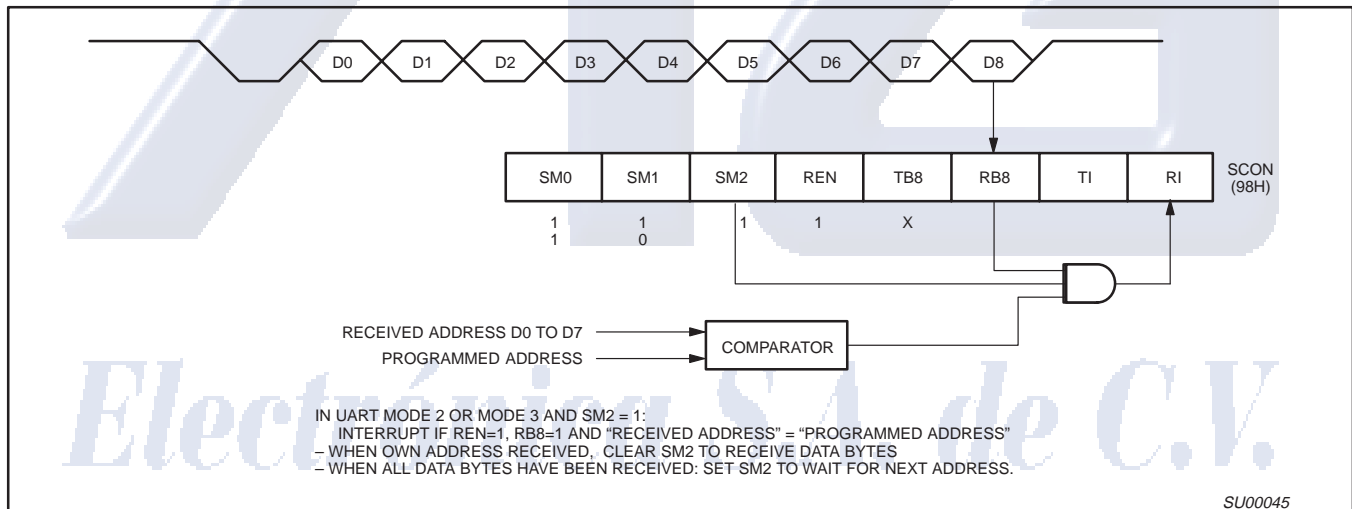 D0 D1 D2 D3 D4 D5 D6 D7 D8
SM0 SM1 SM2 REN TB8 RB8 TI RI
SCON
(98H)
1 1 1 1 X
1 0
RECEIVED ADDRESS D0 TO D7
PROGRAMMED ADDRESS
COMPARATOR
IN UART MODE 2 OR MODE 3 AND SM2 = 1:
INTERRUPT IF REN=1, RB8=1 AND “RECEIVED ADDRESS” = “PROGRAMMED ADDRESS”
– WHEN OWN ADDRESS RECEIVED, CLEAR SM2 TO RECEIVE DATA BYTES
– WHEN ALL DATA BYTES HAVE BEEN RECEIVED: SET SM2 TO WAIT FOR NEXT ADDRESS.
Electrónica S.A. de C.V.
SU00045